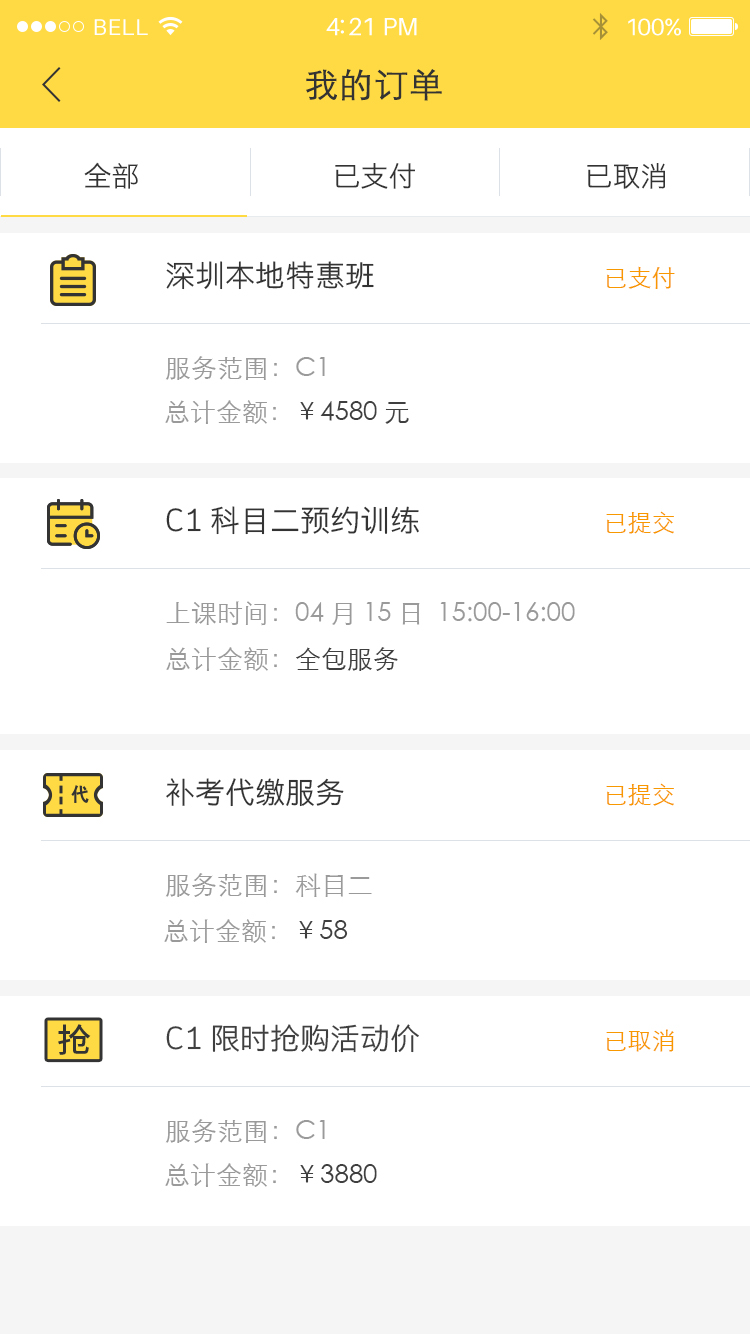 BELL 4:21 PM 100%
我的订单
全部 已支付 已取消
深圳本地特惠班 已支付
服务范围：C1
总计金额：￥4580 元
C1 科目二预约训练 已提交
上课时间：04 月 15 日 15:00-16:00
总计金额：全包服务
代 补考代缴服务 已提交
服务范围：科目二
总计金额：￥58
抢 C1 限时抢购活动价 已取消
服务范围：C1
总计金额：￥3880